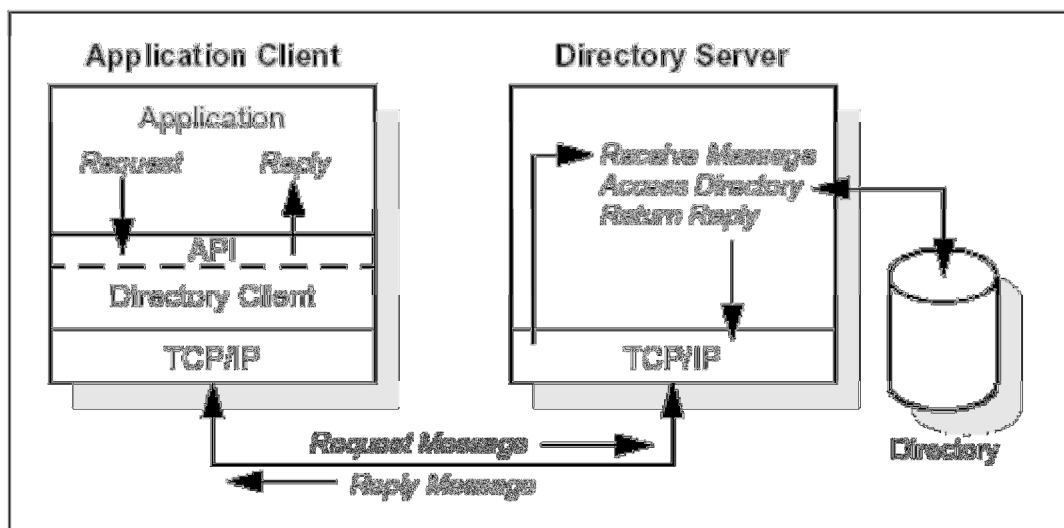 Application Client
Directory Server
Application
Request
Reply
API
Directory Client
TCP/IP
Receive Message
Access Directory
Return Reply
TCP/IP
Directory
Request Message
Reply Message